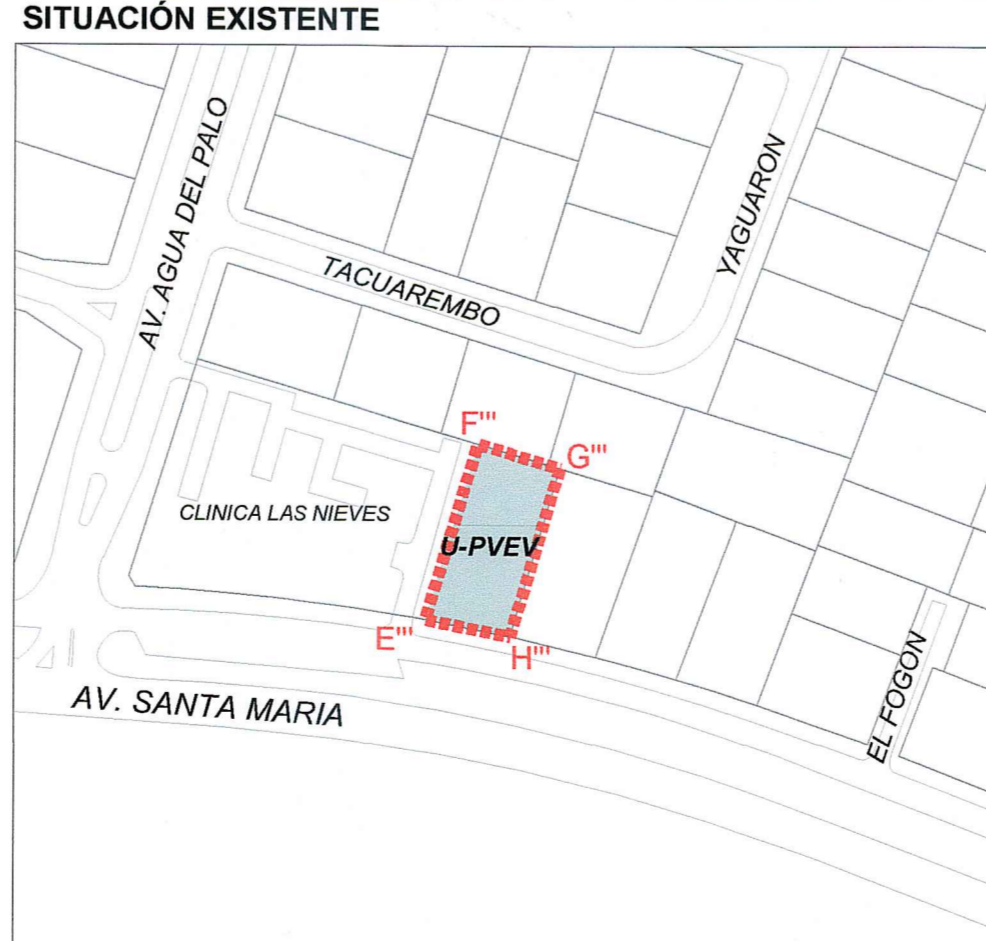 SITUACIÓN EXISTENTE
AV. AGUA DEL PALO
YAGUARON
TACUAREMBO
F'''
G'''
CLINICA LAS NIEVES
U-PVEV
E'''
H'''
EL FOGON
AV. SANTA MARIA